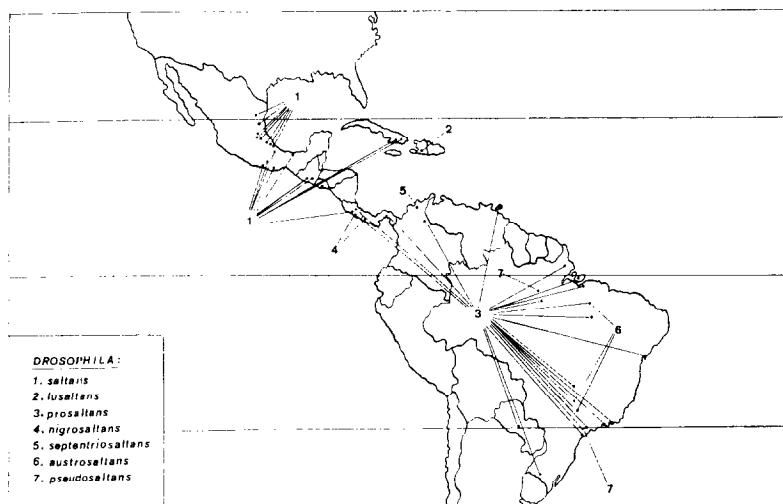 1
2
1
5
4
7
3
6
7
DROSOPHILA:
1. saltans
2. lusaltans
3. prosaltans
4. nigrosaltans
5. septentriosaltans
6. austrosaltans
7. pseudosaltans